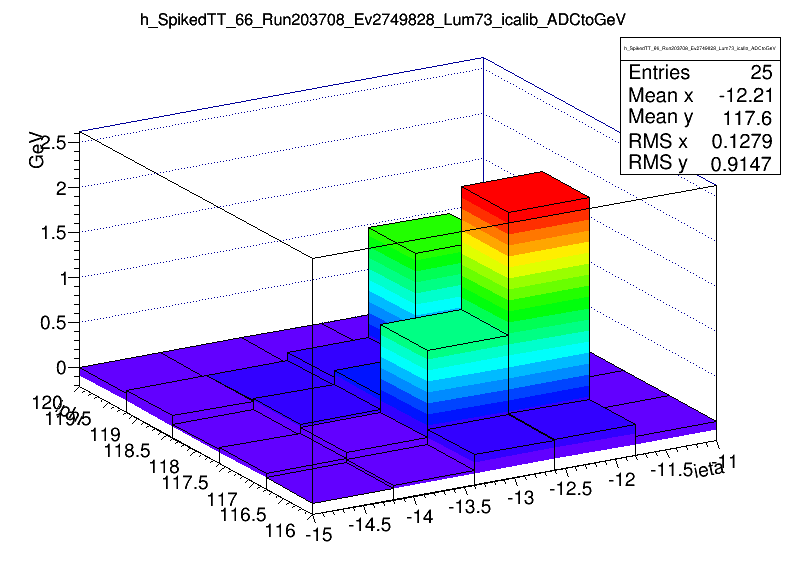 h_SpikedTT_66_Run203708_Ev2749828_Lum73_icalib_ADCtoGeV
h_SpikedTT_66_Run203708_Ev2749828_Lum73_icalib_ADCtoGeV
Entries 25
Mean x -12.21
Mean y 117.6
RMS x 0.1279
RMS y 0.9147
GeV
2.5
2
1.5
1
0.5
0
120
119.5
119
118.5
118
117.5
117
116.5
116
iphi
-15
-14.5
-14
-13.5
-13
-12.5
-12
-11.5
-11
ieta